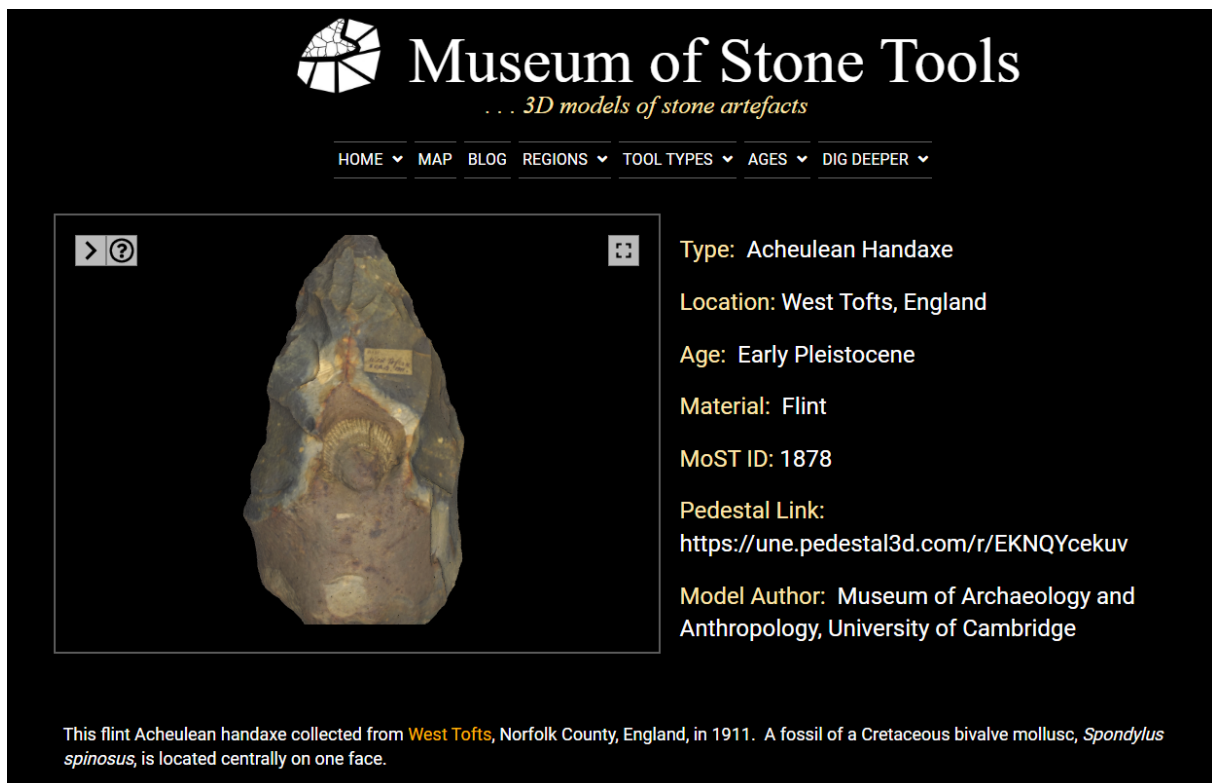 Museum of Stone Tools
. . . 3D models of stone artefacts
HOME MAP BLOG REGIONS TOOL TYPES AGES DIG DEEPER
Type: Acheulean Handaxe
Location: West Tofts, England
Age: Early Pleistocene
Material: Flint
MoST ID: 1878
Pedestal Link:
https://une.pedestal3d.com/r/EKNQYcekuv
Model Author: Museum of Archaeology and
Anthropology, University of Cambridge
This flint Acheulean handaxe collected from West Tofts, Norfolk County, England, in 1911. A fossil of a Cretaceous bivalve mollusc, Spondylus
spinosus, is located centrally on one face.